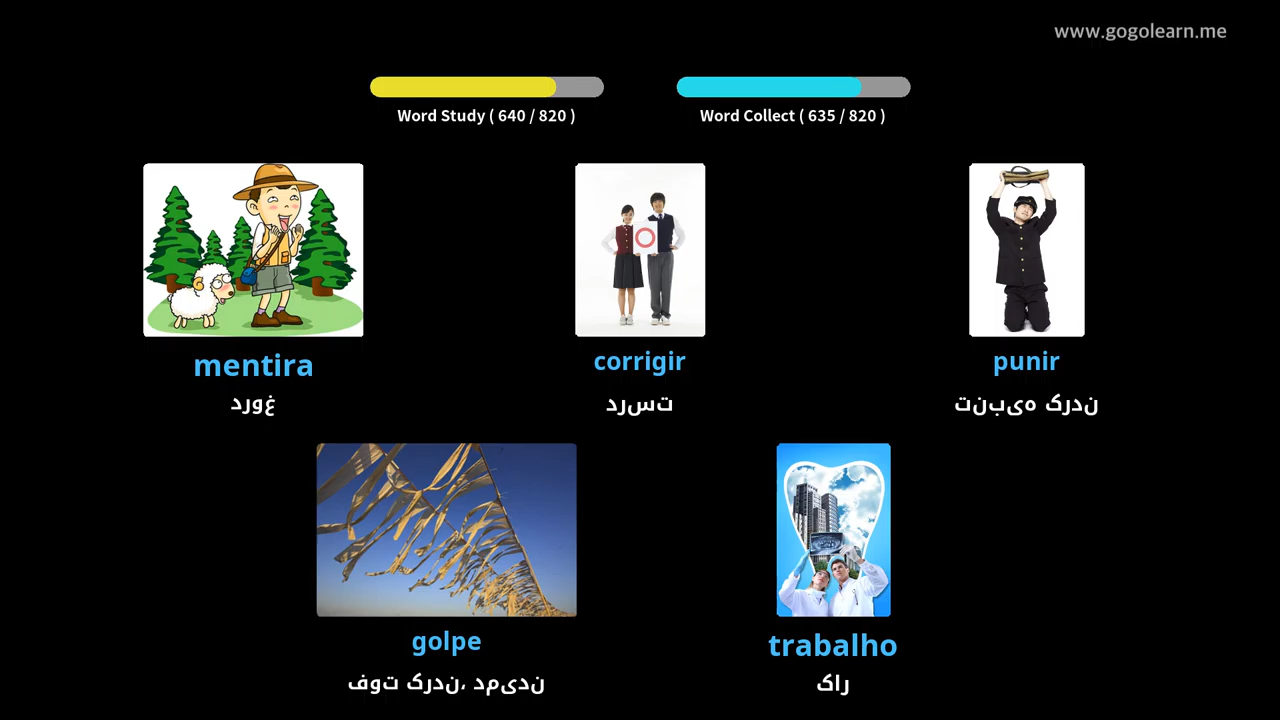 www.gogolearn.me
Word Study ( 640 / 820 )
Word Collect ( 635 / 820 )
mentira
دروغ
corrigir
درست
punir
تنبیه کردن
golpe
فوت کردن، دمیدن
trabalho
کار